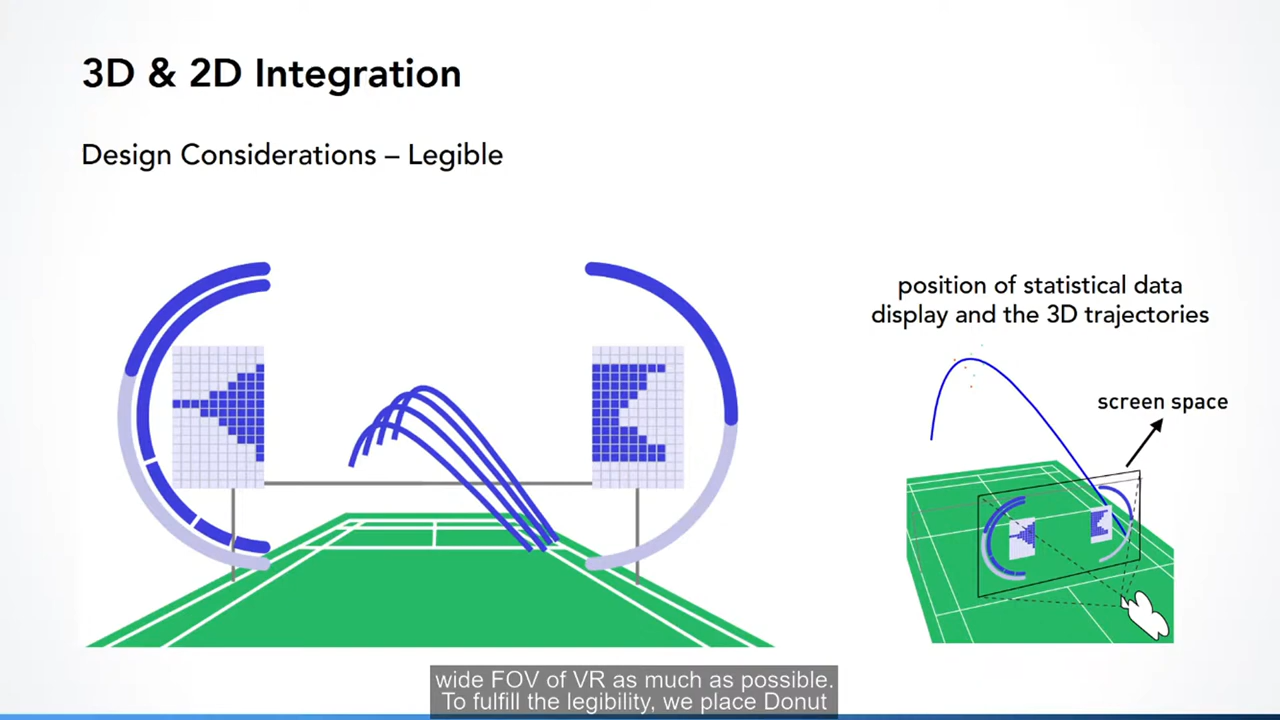 3D & 2D Integration
Design Considerations – Legible
position of statistical data
display and the 3D trajectories
screen space
wide FOV of VR as much as possible.
To fulfill the legibility, we place Donut